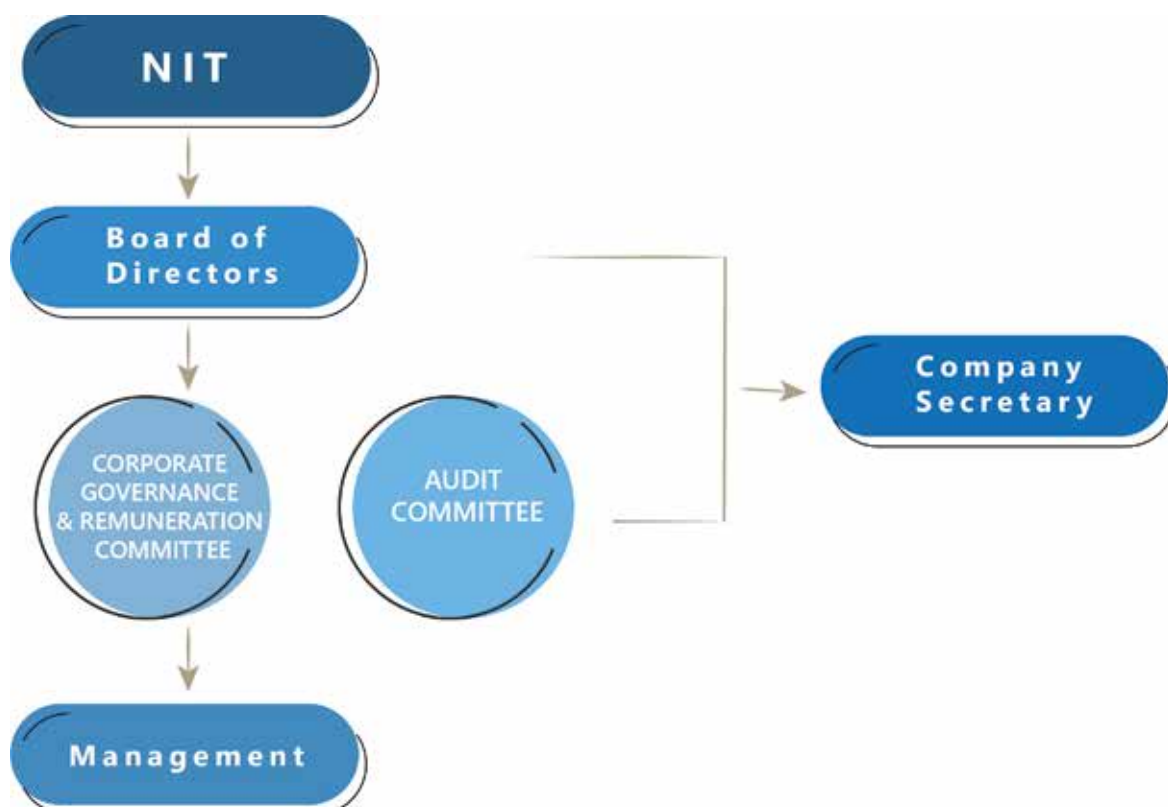 NIT
Board of
Directors
Company
Secretary
CORPORATE
GOVERNANCE
& REMUNERATION
COMMITTEE
AUDIT
COMMITTEE
Management